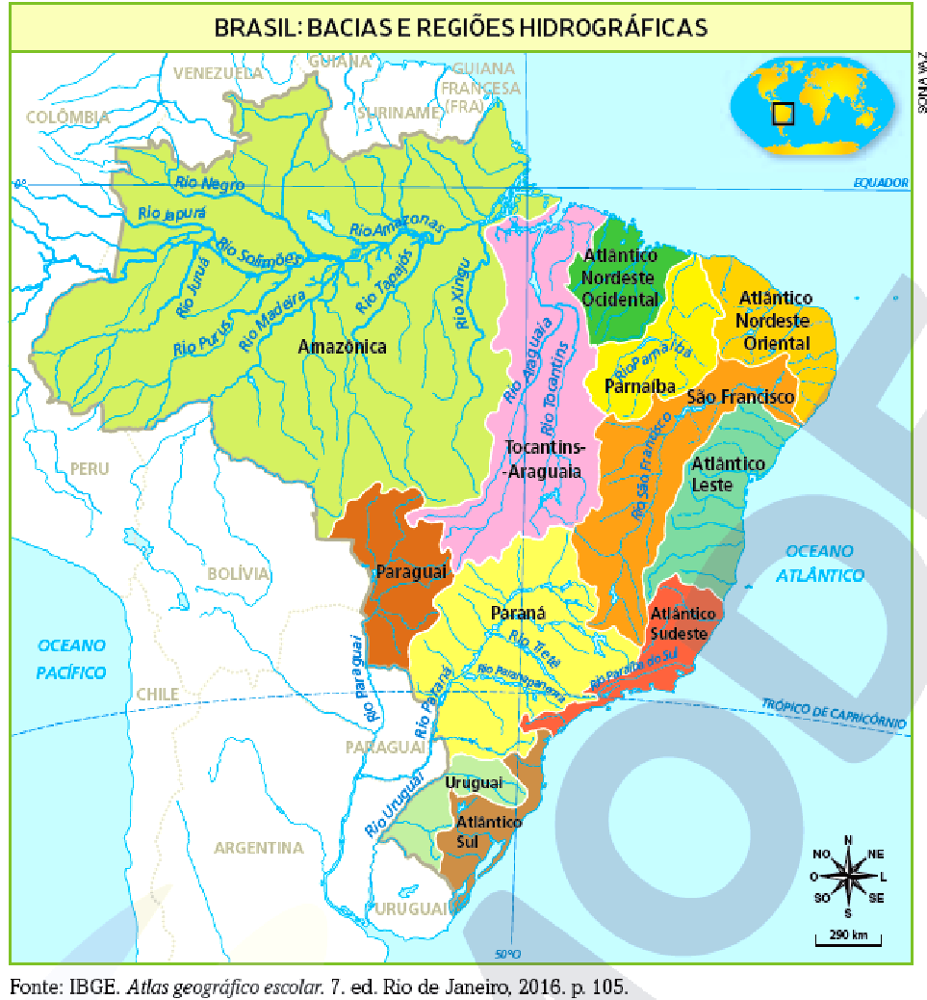 BRASIL: BACIAS E REGIÕES HIDROGRÁFICAS
SONIA VAZ
VENEZUELA
GUIANA
GUIANA
FRANCESA
(FRA)
SURINAME
COLÔMBIA
0º
EQUADOR
Rio Negro
Rio Japurá
Rio Solimões
Rio Amazonas
Rio Juruá
Rio Purus
Rio Madeira
Rio Tapajós
Rio Xingu
Amazônica
Atlântico
Nordeste
Ocidental
Atlântico
Nordeste
Oriental
Rio Parnaíba
Parnaíba
São Francisco
Rio Araguaia
Rio Tocantins
Tocantins-
-Araguaia
Rio São Francisco
Atlântico
Leste
PERU
BOLÍVIA
Paraguai
Paraná
Rio Tietê
Rio Paranapanema
Rio Paraíba do Sul
Atlântico
Sudeste
OCEANO
ATLÂNTICO
OCEANO
PACÍFICO
CHILE
Rio Paraguai
Rio Paraná
TRÓPICO DE CAPRICÓRNIO
PARAGUAI
Uruguai
Rio Uruguai
Atlântico
Sul
ARGENTINA
URUGUAI
50ºO
N
NO
NE
O
L
SO
SE
S
290 km
Fonte: IBGE. Atlas geográfico escolar. 7. ed. Rio de Janeiro, 2016. p. 105.